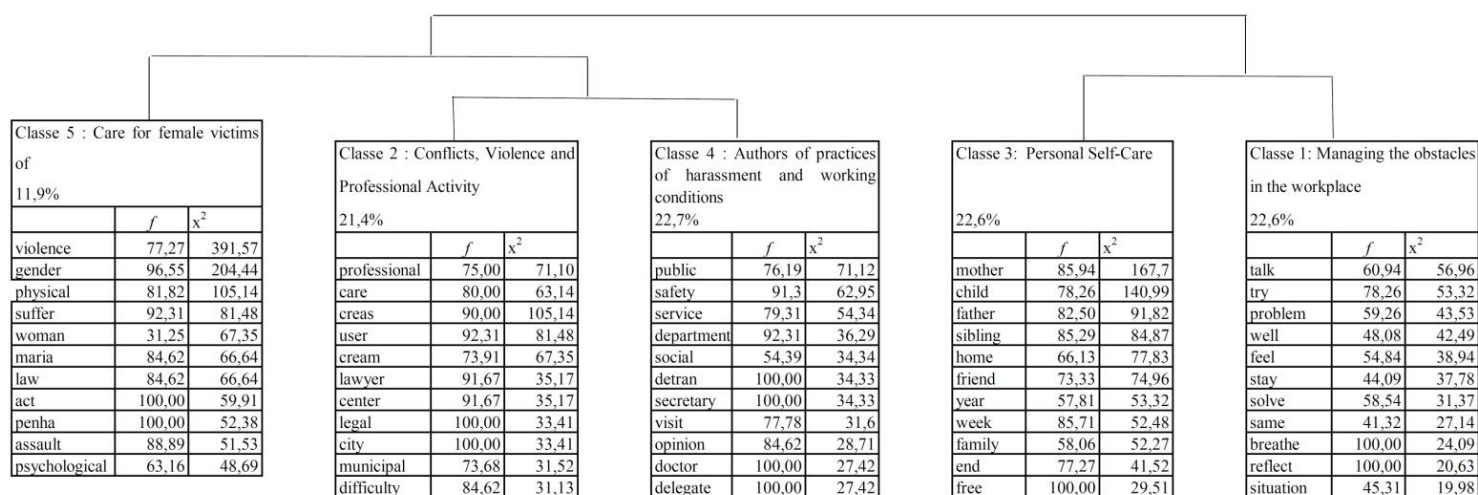 Classe 5 : Care for female victims
of
11,9%
f x²
violence 77,27 391,57
gender 96,55 204,44
physical 81,82 105,14
suffer 92,31 81,48
woman 31,25 67,35
maria 84,62 66,64
law 84,62 66,64
act 100,00 59,91
penha 100,00 52,38
assault 88,89 51,53
psychological 63,16 48,69
Classe 2 : Conflicts, Violence and
Professional Activity
21,4%
f x²
professional 75,00 71,10
care 80,00 63,14
creas 90,00 105,14
user 92,31 81,48
cream 73,91 67,35
lawyer 91,67 35,17
center 91,67 35,17
legal 100,00 33,41
city 100,00 33,41
municipal 73,68 31,52
difficulty 84,62 31,13
Classe 4 : Authors of practices
of harassment and working
conditions
22,7%
f x²
public 76,19 71,12
safety 91,3 62,95
service 79,31 54,34
department 92,31 36,29
social 54,39 34,34
detran 100,00 34,33
secretary 100,00 34,33
visit 77,78 31,6
opinion 84,62 28,71
doctor 100,00 27,42
delegate 100,00 27,42
Classe 3: Personal Self-Care
22,6%
f x²
mother 85,94 167,7
child 78,26 140,99
father 82,50 91,82
sibling 85,29 84,87
home 66,13 77,83
friend 73,33 74,96
year 57,81 53,32
week 85,71 52,48
family 58,06 52,27
end 77,27 41,52
free 100,00 29,51
Classe 1: Managing the obstacles
in the workplace
22,6%
f x²
talk 60,94 56,96
try 78,26 53,32
problem 59,26 43,53
well 48,08 42,49
feel 54,84 38,94
stay 44,09 37,78
solve 58,54 31,37
same 41,32 27,14
breathe 100,00 24,09
reflect 100,00 20,63
situation 45,31 19,98